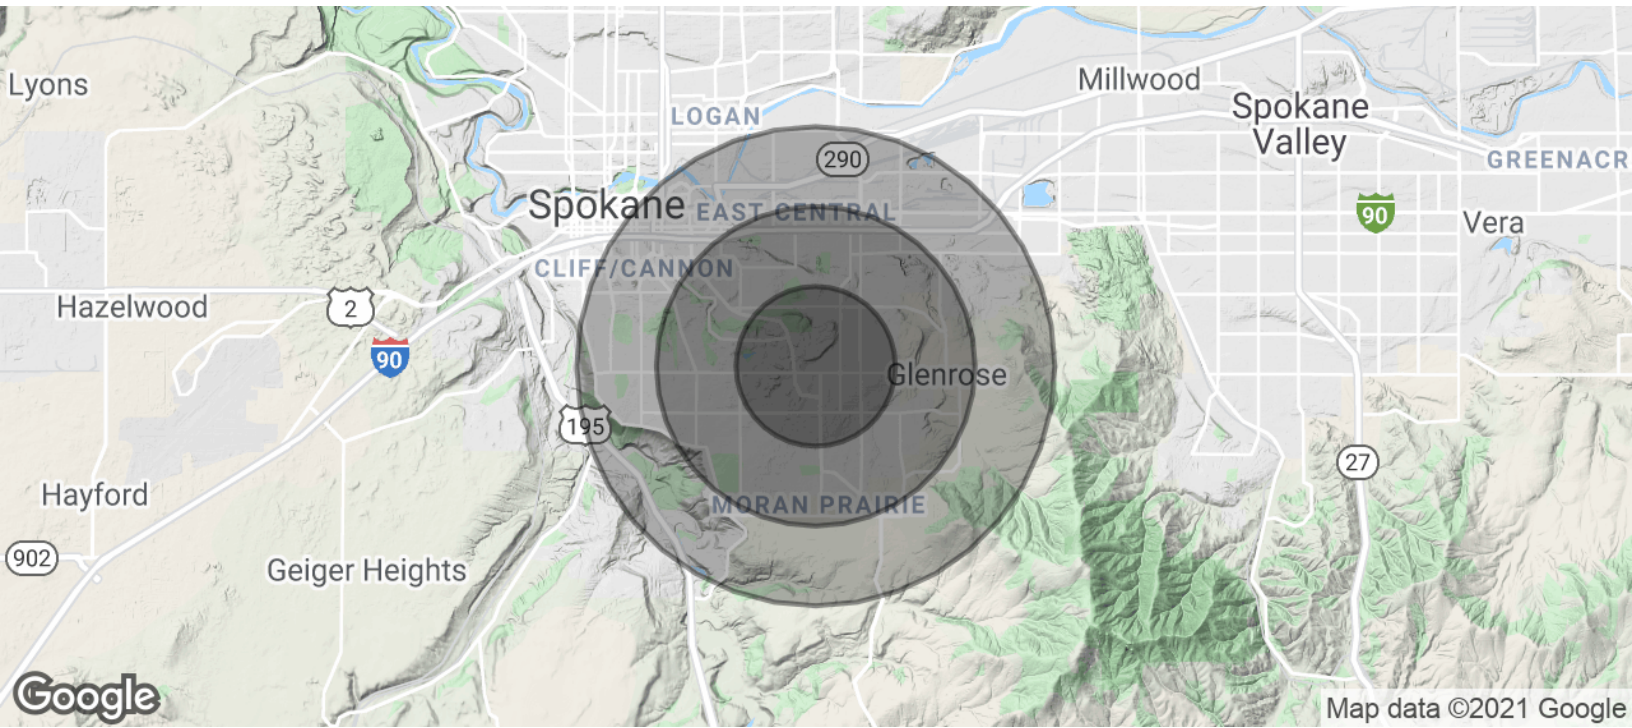 Lyons
Millwood
Spokane
Valley
LOGAN
290
GREENACR
Spokane
EAST CENTRAL
90
Vera
CLIFF/CANNON
Hazelwood
2
90
Glenrose
195
27
Hayford
MORAN PRAIRIE
902
Geiger Heights
Google
Map data ©2021 Google